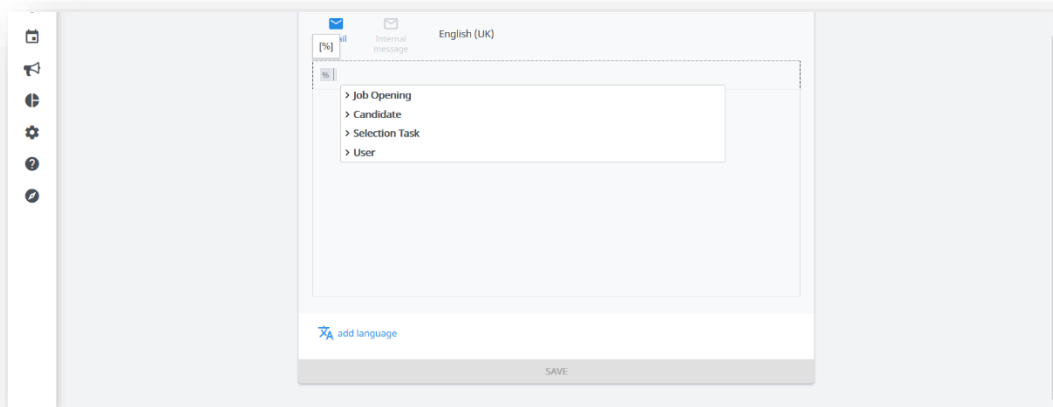 ail
Internal
message
English (UK)
[%]
%
Job Opening
Candidate
Selection Task
User
add language
SAVE